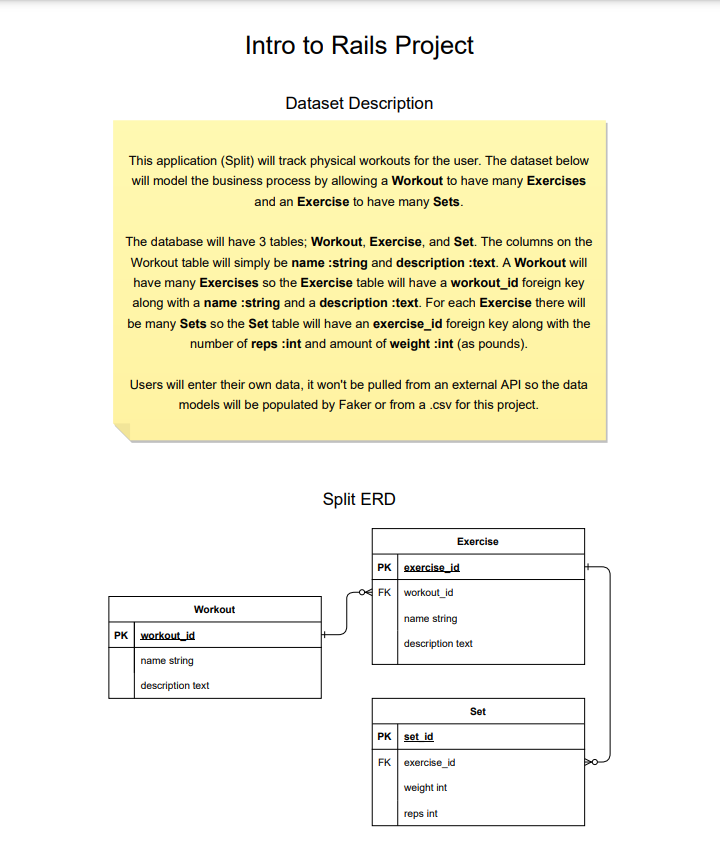 Intro to Rails Project
Dataset Description
This application (Split) will track physical workouts for the user. The dataset below
will model the business process by allowing a Workout to have many Exercises
and an Exercise to have many Sets.
The database will have 3 tables; Workout, Exercise, and Set. The columns on the
Workout table will simply be name :string and description :text. A Workout will
have many Exercises so the Exercise table will have a workout_id foreign key
along with a name :string and a description :text. For each Exercise there will
be many Sets so the Set table will have an exercise_id foreign key along with the
number of reps :int and amount of weight :int (as pounds).
Users will enter their own data, it won't be pulled from an external API so the data
models will be populated by Faker or from a .csv for this project.
Split ERD
Workout
PK workout_id
name string
description text
Exercise
PK exercise_id
FK workout_id
name string
description text
Set
PK set_id
FK exercise_id
weight int
reps int